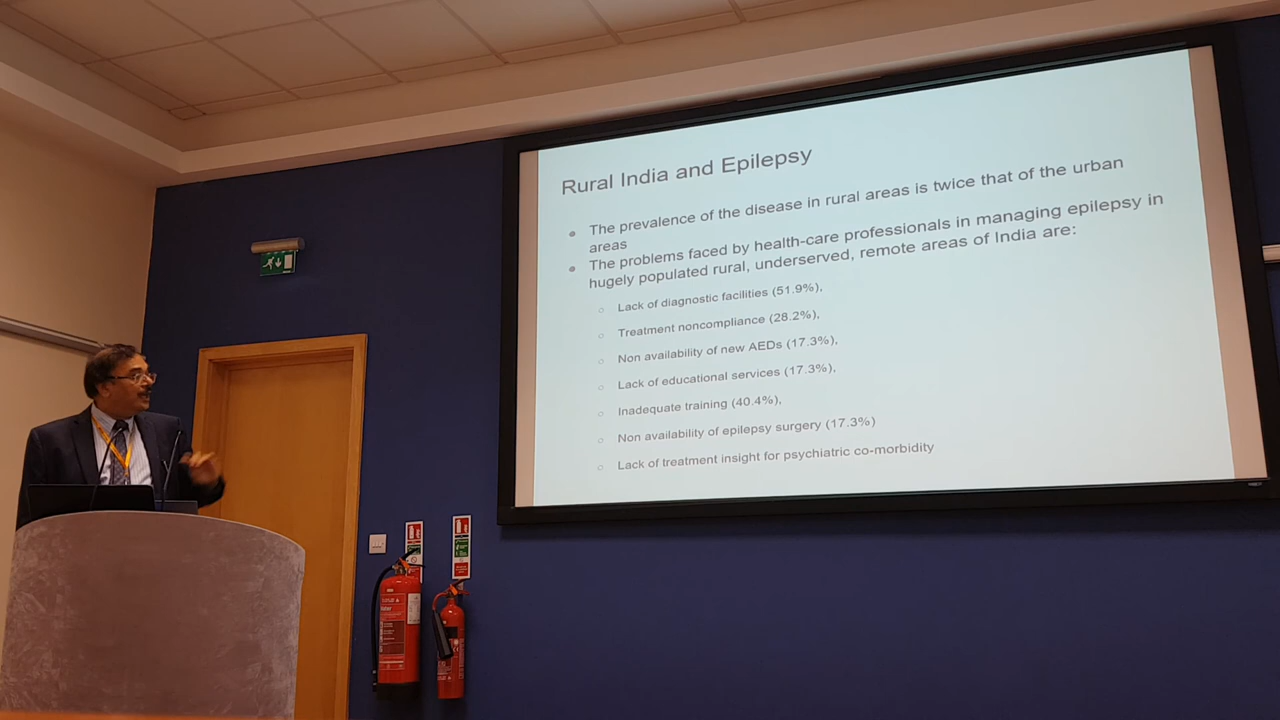 Rural India and Epilepsy
The prevalence of the disease in rural areas is twice that of the urban
areas
The problems faced by health-care professionals in managing epilepsy in
hugely populated rural, underserved, remote areas of India are:
Lack of diagnostic facilities (51.9%),
Treatment noncompliance (28.2%),
Non availability of new AEDs (17.3%),
Lack of educational services (17.3%),
Inadequate training (40.4%),
Non availability of epilepsy surgery (17.3%)
Lack of treatment insight for psychiatric co-morbidity